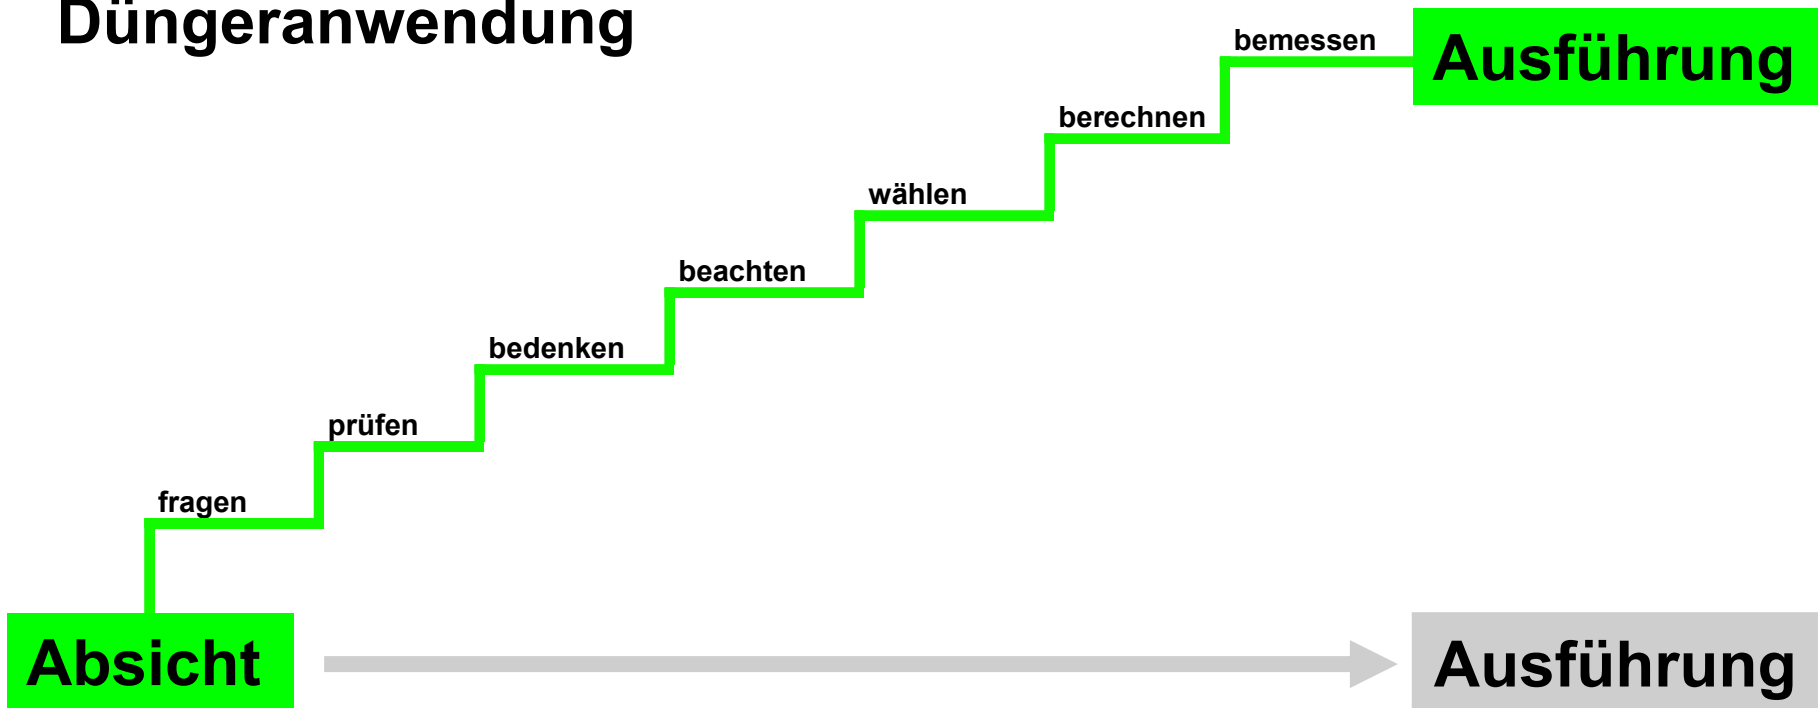 Düngeranwendung
bemessen
Ausführung
berechnen
wählen
beachten
bedenken
prüfen
fragen
Absicht
Ausführung